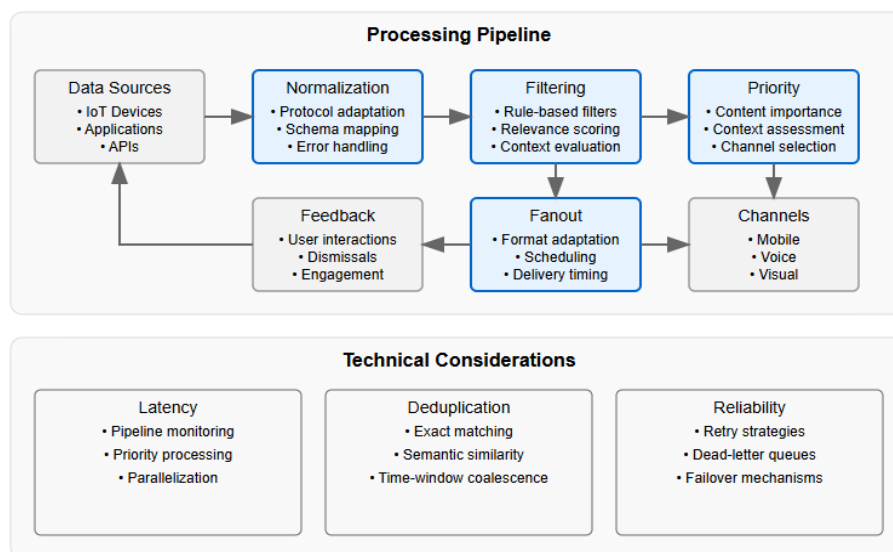 Processing Pipeline
Data Sources
• IoT Devices
• Applications
• APIs
Normalization
• Protocol adaptation
• Schema mapping
• Error handling
Filtering
• Rule-based filters
• Relevance scoring
• Context evaluation
Priority
• Content importance
• Context assessment
• Channel selection
Feedback
• User interactions
• Dismissals
• Engagement
Fanout
• Format adaptation
• Scheduling
• Delivery timing
Channels
• Mobile
• Voice
• Visual
Technical Considerations
Latency
• Pipeline monitoring
• Priority processing
• Parallelization
Deduplication
• Exact matching
• Semantic similarity
• Time-window coalescence
Reliability
• Retry strategies
• Dead-letter queues
• Failover mechanisms